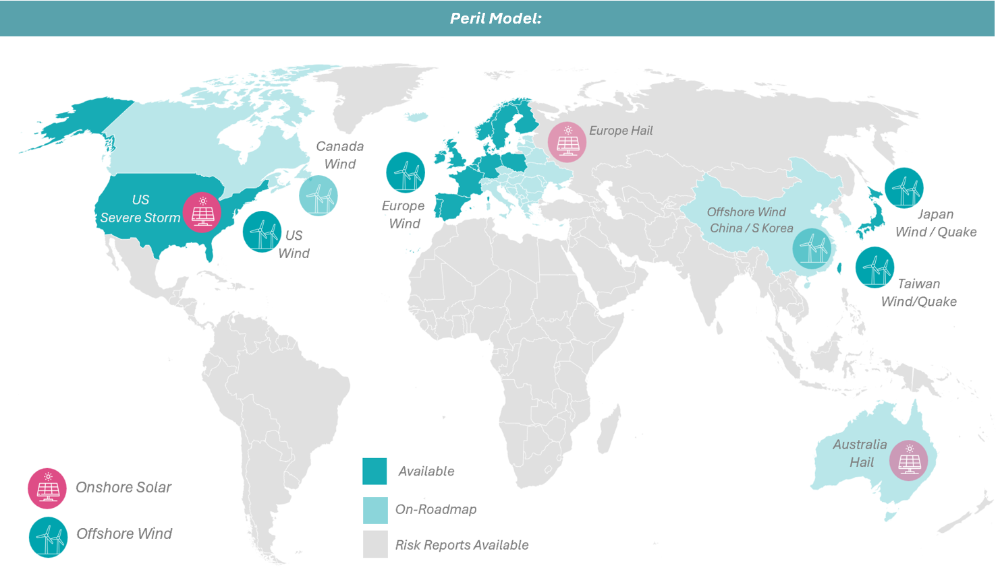 Peril Model:
Canada
Wind
Europe Hail
US
Severe Storm
US
Wind
Europe
Wind
Offshore Wind
China / S Korea
Japan
Wind / Quake
Taiwan
Wind/Quake
Australia
Hail
Onshore Solar
Offshore Wind
Available
On-Roadmap
Risk Reports Available